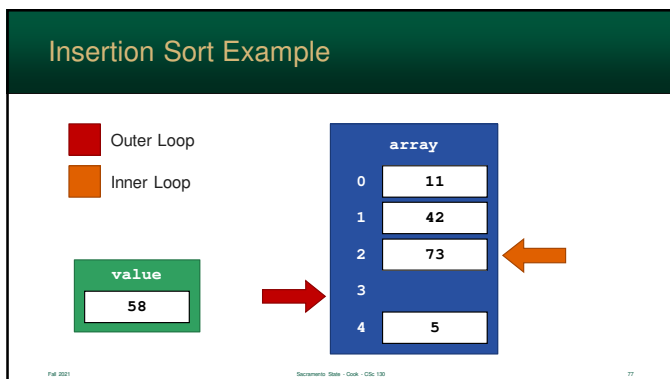 Insertion Sort Example
Outer Loop
Inner Loop
array
0 11
1 42
2 73
3
4 5
value
58
Fall 2021
Sacramento State - Cook - CSc 130
77